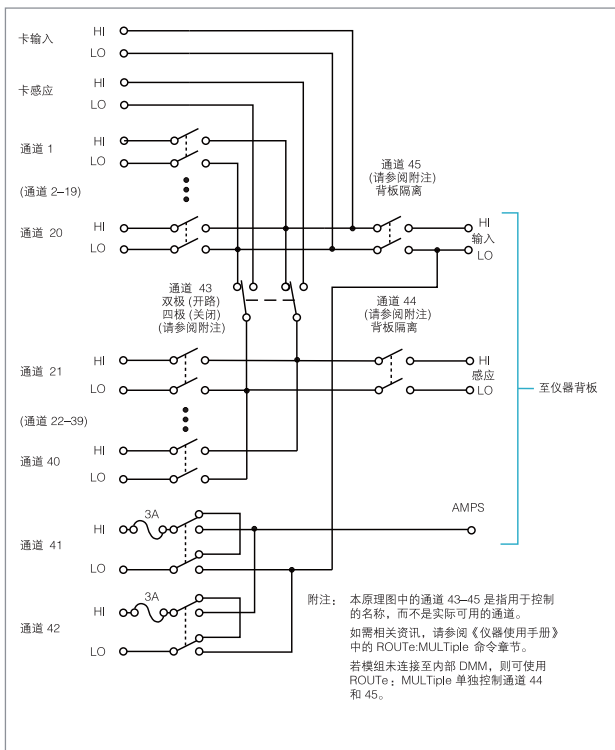 卡输入
HI
LO
卡感应
HI
LO
通道 1
HI
LO
(通道 2–19)
通道 20
HI
LO
通道 45
(请参阅附注)
背板隔离
HI
输入
LO
通道 43
双极 (开路)
四极 (关闭)
(请参阅附注)
通道 44
(请参阅附注)
背板隔离
通道 21
HI
LO
HI
感应
LO
至仪器背板
(通道 22–39)
通道 40
HI
LO
通道 41
HI
3A
LO
AMPS
通道 42
HI
3A
LO
附注： 本原理图中的通道 43–45 是指用于控制
的名称，而不是实际可用的通道。
如需相关资讯，请参阅《仪器使用手册》
中的 ROUTe:MULTiple 命令章节。
若模组未连接至内部 DMM，则可使用
ROUTe：MULTiple 单独控制通道 44
和 45。